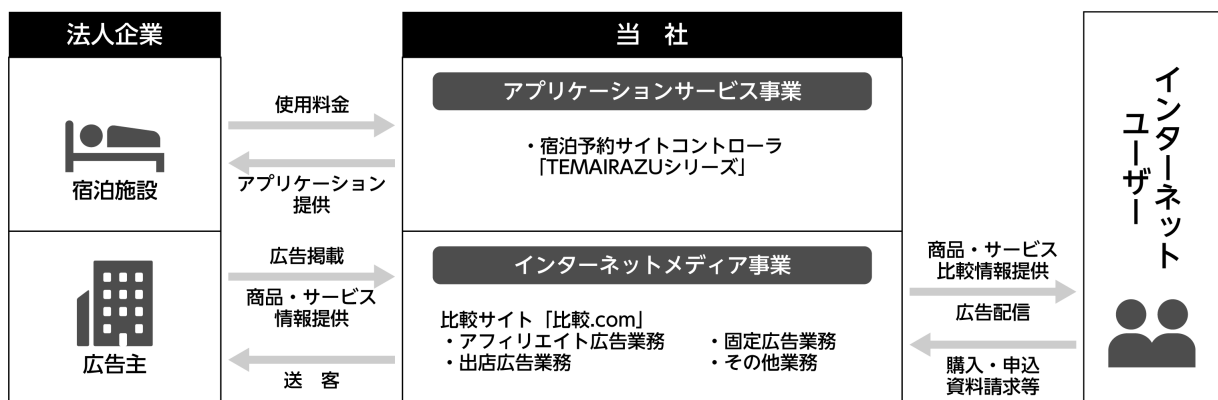 法人企業
当 社
インターネット
ユーザー
使用料金
アプリケーションサービス事業
・宿泊予約サイトコントローラ
「TEMAIRAZUシリーズ」
宿泊施設
アプリケーション
提供
広告掲載
商品・サービス
情報提供
送 客
広告主
インターネットメディア事業
比較サイト「比較.com」
・アフィリエイト広告業務 ・固定広告業務
・出店広告業務 ・その他業務
商品・サービス
比較情報提供
広告配信
購入・申込
資料請求等